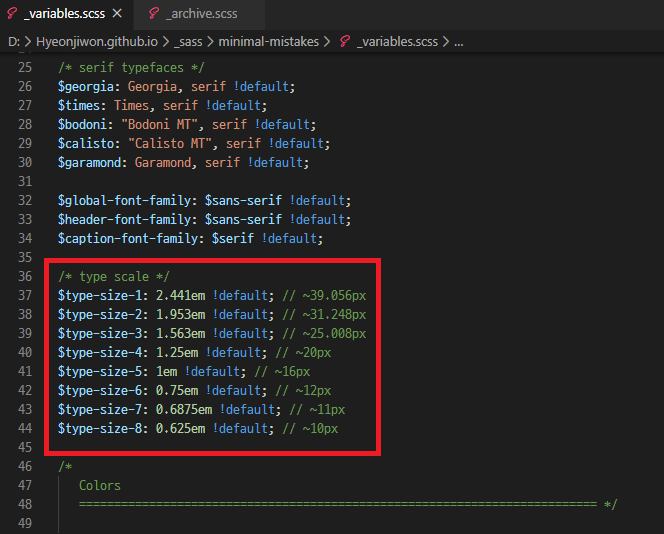 _variables.scss
_archive.scss
D: > Hyeonjiwon.github.io > _sass > minimal-mistakes > _variables.scss > ...
25 /* serif typefaces */
26 $georgia: Georgia, serif !default;
27 $times: Times, serif !default;
28 $bodoni: "Bodoni MT", serif !default;
29 $calisto: "Calisto MT", serif !default;
30 $garamond: Garamond, serif !default;
31
32 $global-font-family: $sans-serif !default;
33 $header-font-family: $sans-serif !default;
34 $caption-font-family: $serif !default;
35
36 /* type scale */
37 $type-size-1: 2.441em !default; // ~39.056px
38 $type-size-2: 1.953em !default; // ~31.248px
39 $type-size-3: 1.563em !default; // ~25.008px
40 $type-size-4: 1.25em !default; // ~20px
41 $type-size-5: 1em !default; // ~16px
42 $type-size-6: 0.75em !default; // ~12px
43 $type-size-7: 0.6875em !default; // ~11px
44 $type-size-8: 0.625em !default; // ~10px
45
46 /*
47 Colors
48 ========================================================================== */
49